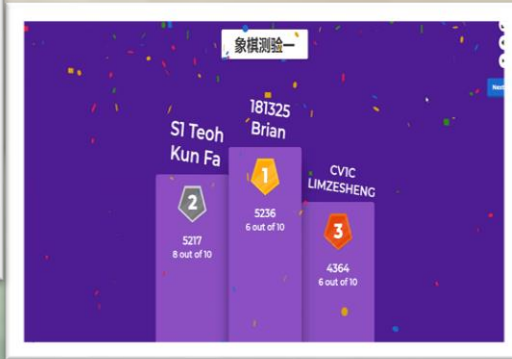 象棋测验一
Next
181325
Brian
S1 Teoh
Kun Fa
CV1C
LIMZESHENG
1
2
3
5236
6 out of 10
5217
8 out of 10
4364
6 out of 10